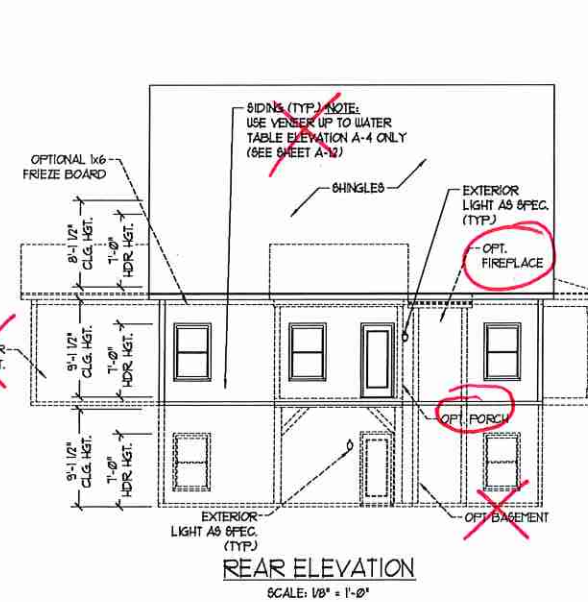 SIDING (TYP.) NOTE:
USE VENEER UP TO WATER
TABLE ELEVATION A-4 ONLY
(SEE SHEET A-12)
OPTIONAL 1x6
FRIEZE BOARD
SHINGLES
EXTERIOR
LIGHT AS SPEC.
(TYP.)
OPT.
FIREPLACE
8'-1 1/2"
CLG. HGT.
7'-0"
HDR. HGT.
9'-1 1/2"
CLG. HGT.
7'-0"
HDR. HGT.
OPT. PORCH
9'-1 1/2"
CLG. HGT.
7'-0"
HDR. HGT.
EXTERIOR
LIGHT AS SPEC.
(TYP.)
OPT BASEMENT
REAR ELEVATION
SCALE: 1/8" = 1'-0"